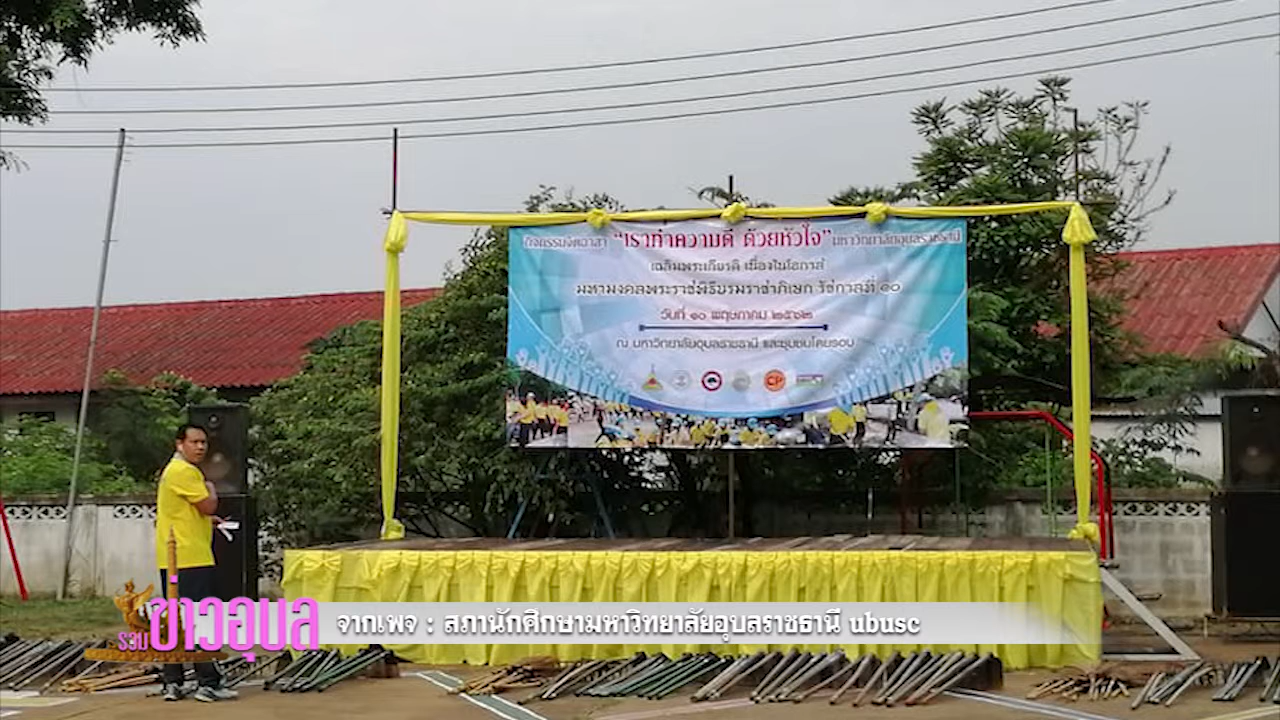 กิจกรรมจิตอาสา "เราทำความดี ด้วยหัวใจ" มหาวิทยาลัยอุบลราชธานี
เฉลิมพระเกียรติ เนื่องในโอกาส
มหามงคลพระราชพิธีบรมราชาภิเษก รัชกาลที่ ๑๐
วันที่ ๑๐ พฤษภาคม ๒๕๖๒
ณ มหาวิทยาลัยอุบลราชธานี และชุมชนโดยรอบ
CP
รวมข่าวอุบล
จากเพจ : สภานักศึกษามหาวิทยาลัยอุบลราชธานี ubusc